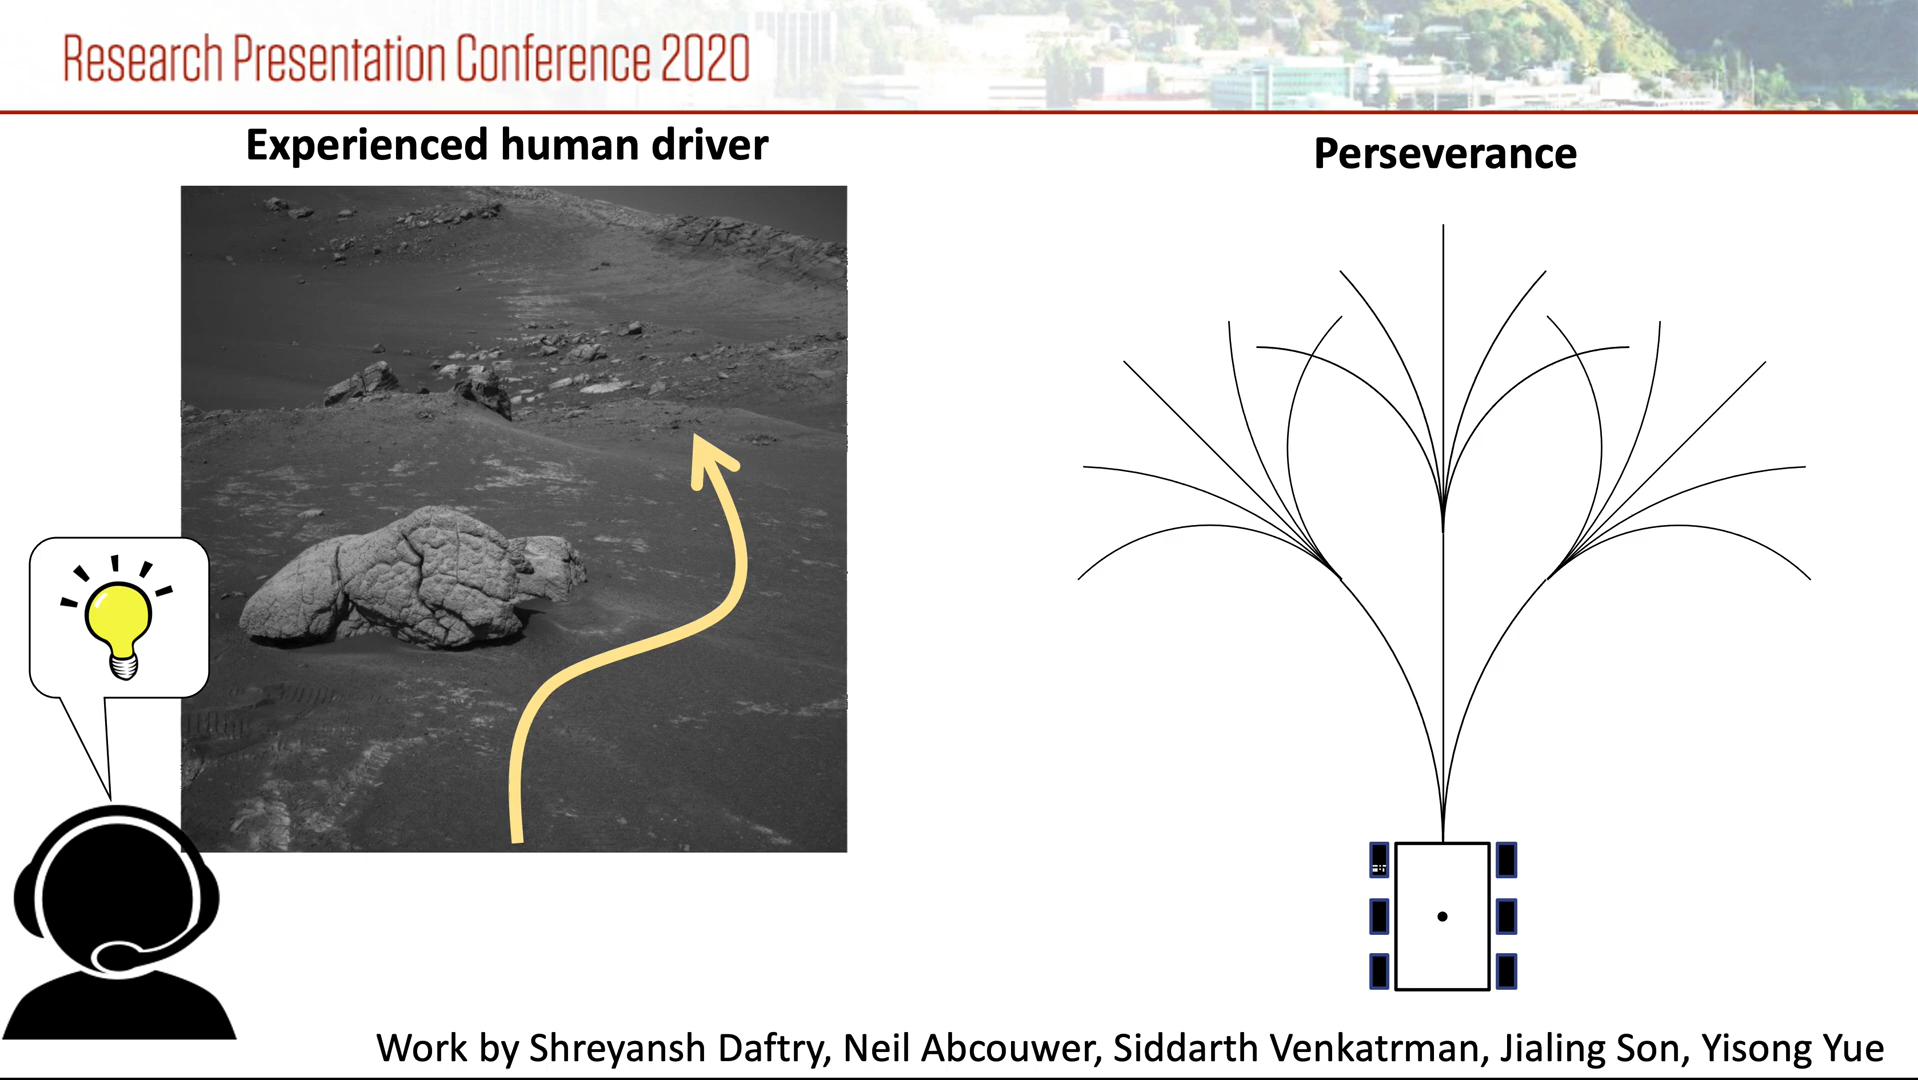 Research Presentation Conference 2020
Experienced human driver
Perseverance
Work by Shreyansh Daftry, Neil Abcouwer, Siddarth Venkatrman, Jialing Son, Yisong Yue